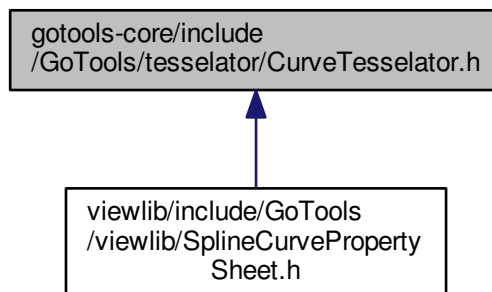 gotools-core/include
/GoTools/tesselator/CurveTesselator.h
viewlib/include/GoTools
/viewlib/SplineCurveProperty
Sheet.h